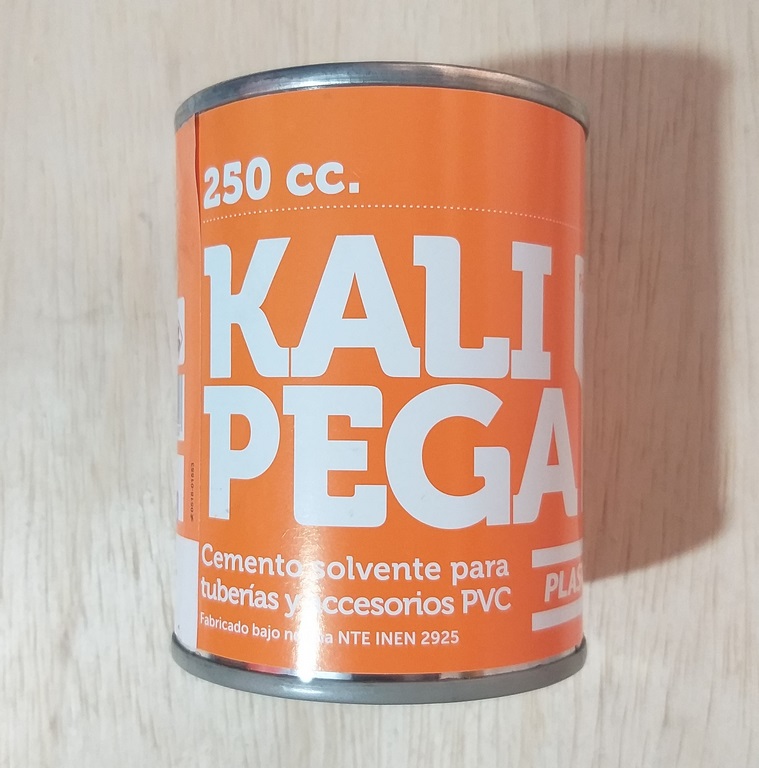 250 cc.
KALI
PEGA
Cemento solvente para
tuberías y accesorios PVC
Fabricado bajo norma NTE INEN 2925